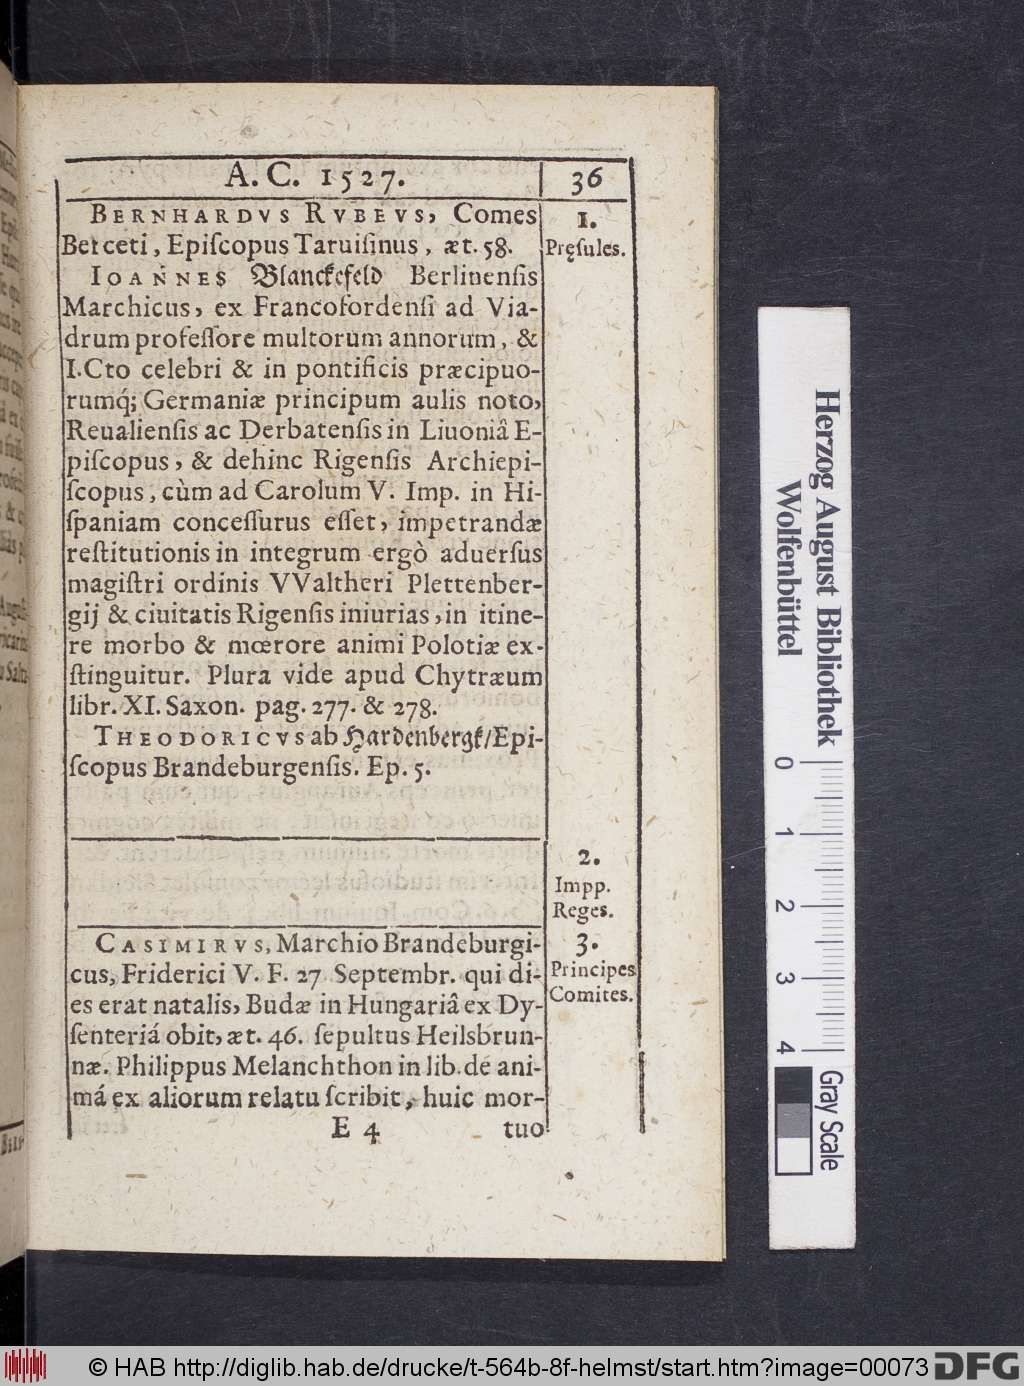 A. C. 1527.
36
BERNHARDVS RVBEVS, Comes
Berceti, Epiſcopus Taruiſinus, æt. 58.
1.
Pręſules.
IOANNES Blanckefeld Berlinenſis
Marchicus, ex Francofordenſi ad Via-
drum profeſſore multorum annorum, &
I.Cto celebri & in pontificis præcipuo-
rumq́; Germaniæ principum aulis noto,
Reualienſis ac Derbatenſis in Liuoniâ E-
piſcopus, & dehinc Rigenſis Archiepi-
ſcopus, cùm ad Carolum V. Imp. in Hi-
ſpaniam conceſſurus eſſet, impetrandæ
reſtitutionis in integrum ergò aduerſus
magiſtri ordinis VValtheri Plettenber-
gij & ciuitatis Rigenſis iniurias, in itine-
re morbo & mœrore animi Polotiæ ex-
ſtinguitur. Plura vide apud Chytræum
libr. XI. Saxon. pag. 277. & 278.
THEODORICVS ab Hardenbergk/Epi-
ſcopus Brandeburgenſis. Ep. 5.
2.
Impp.
Reges.
3.
Principes
Comites.
CASIMIRVS, Marchio Brandeburgi-
cus, Friderici V. F. 27 Septembr. qui di-
es erat natalis, Budæ in Hungariâ ex Dy-
ſenteriá obit, æt. 46. ſepultus Heilsbrun-
næ. Philippus Melanchthon in lib. de ani-
má ex aliorum relatu ſcribit, huic mor-
E 4
tuo
Herzog August Bibliothek
Wolfenbüttel
0 1 2 3 4
Gray Scale
© HAB http://diglib.hab.de/drucke/t-564b-8f-helmst/start.htm?image=00073
DFG